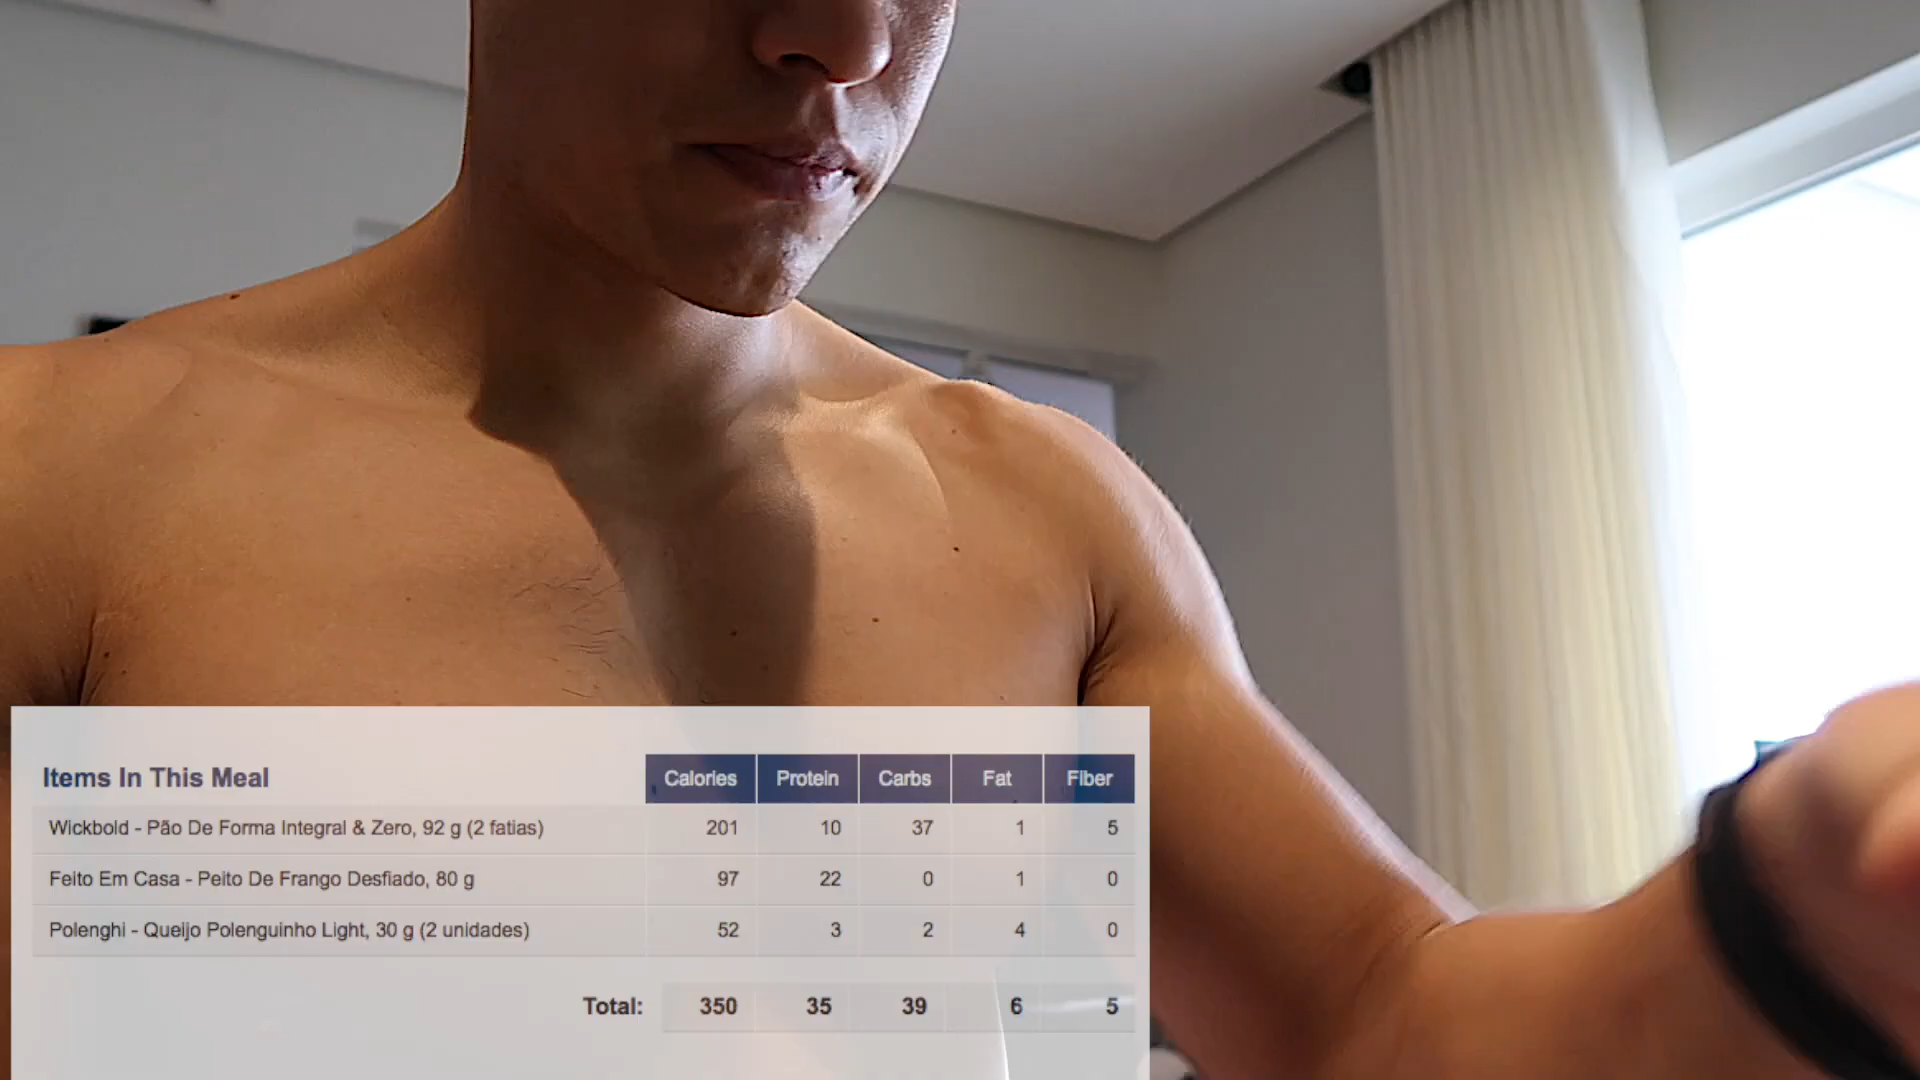 Items In This Meal Calories Protein Carbs Fat Fiber
Wickbold - Pão De Forma Integral & Zero, 92 g (2 fatias) 201 10 37 1 5
Feito Em Casa - Peito De Frango Desfiado, 80 g 97 22 0 1 0
Polenghi - Queijo Polenguinho Light, 30 g (2 unidades) 52 3 2 4 0
Total: 350 35 39 6 5